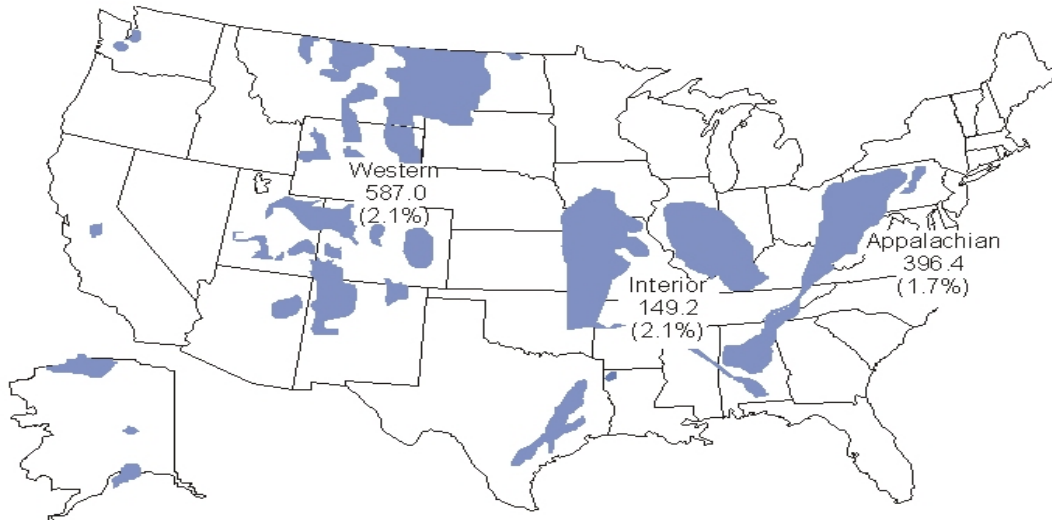 Western
587.0
(2.1%)
Appalachian
396.4
(1.7%)
Interior
149.2
(2.1%)